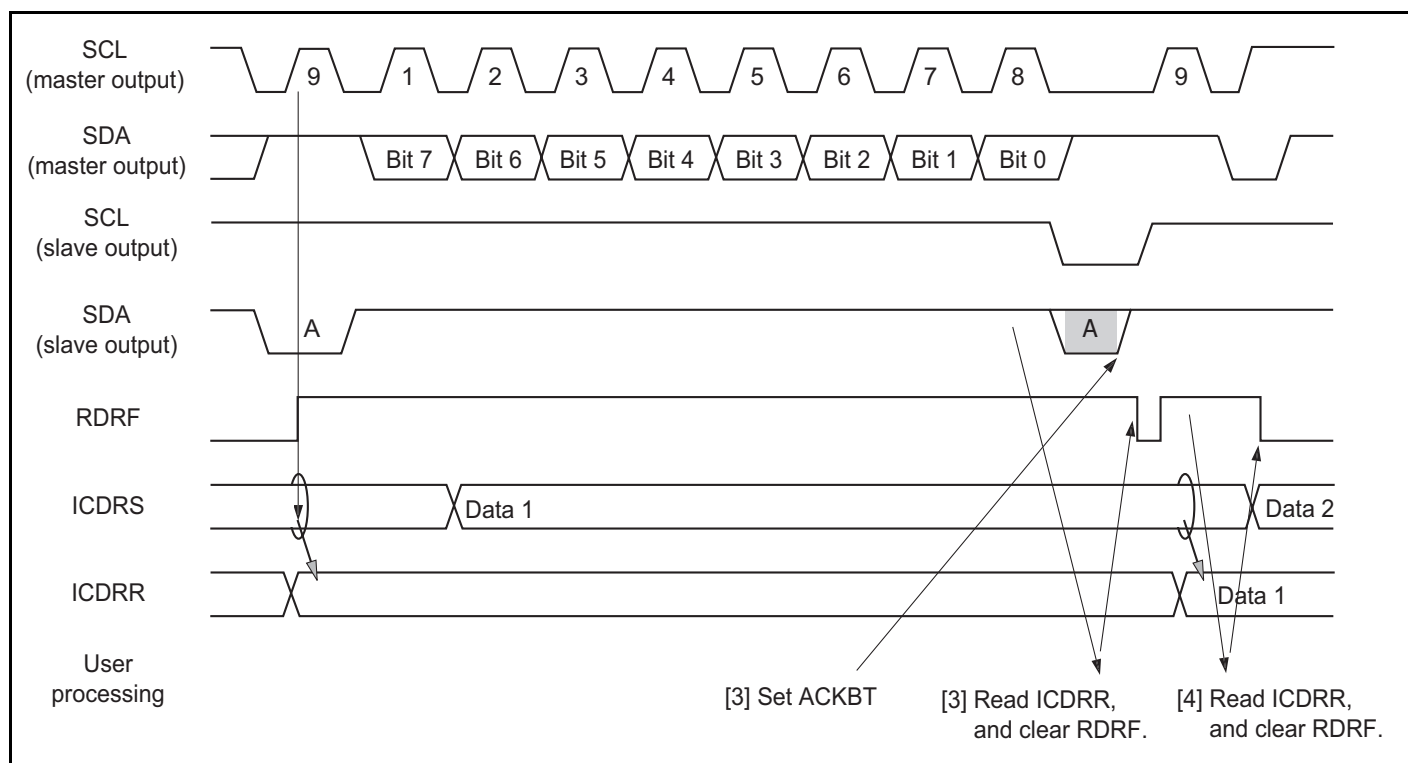 SCL
(master output)
9 1 2 3 4 5 6 7 8 9
SDA
(master output)
Bit 7 Bit 6 Bit 5 Bit 4 Bit 3 Bit 2 Bit 1 Bit 0
SCL
(slave output)
SDA
(slave output)
A A
RDRF
ICDRS
Data 1 Data 2
ICDRR
Data 1
User
processing
[3] Set ACKBT
[3] Read ICDRR,
and clear RDRF.
[4] Read ICDRR,
and clear RDRF.